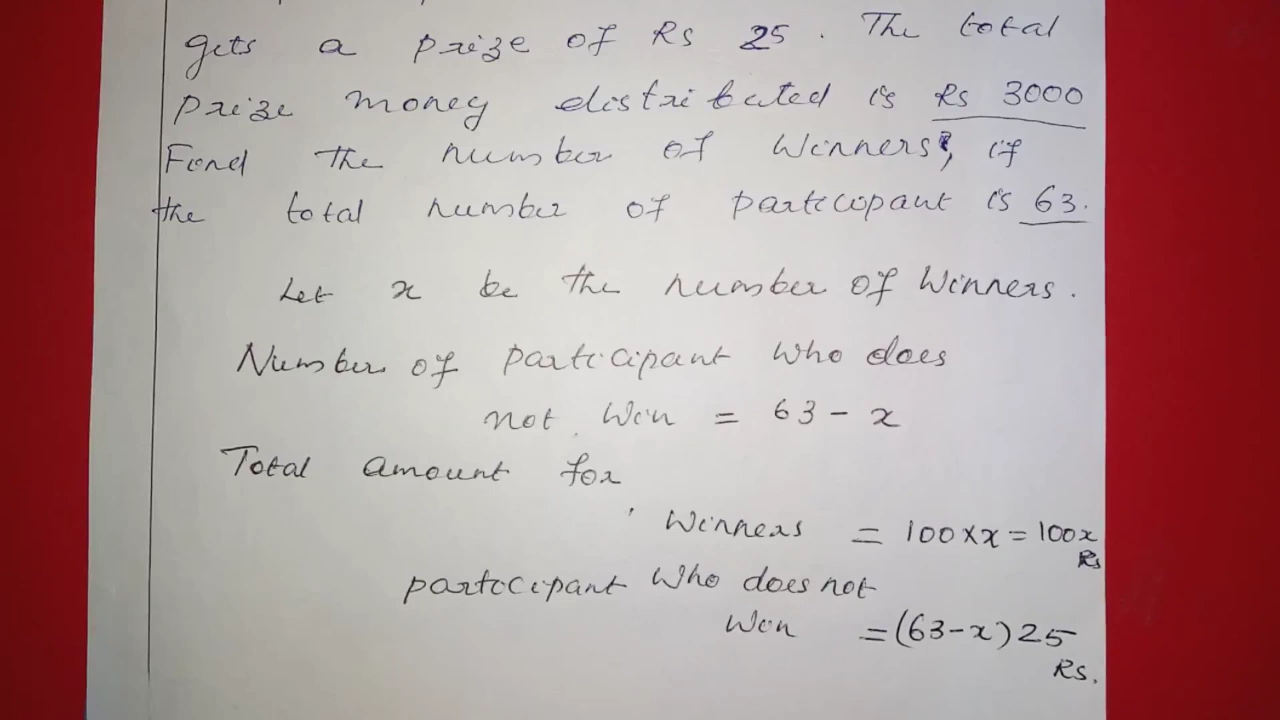 gets a prize of Rs 25. The total
prize money distributed is Rs 3000
Find the number of Winners, if
the total number of participant is 63.
Let x be the number of Winners.
Number of participant Who does
not Win = 63 - x
Total amount for
Winners = 100 × x = 100x
Rs
participant Who does not
Win = (63 - x) 25
Rs.